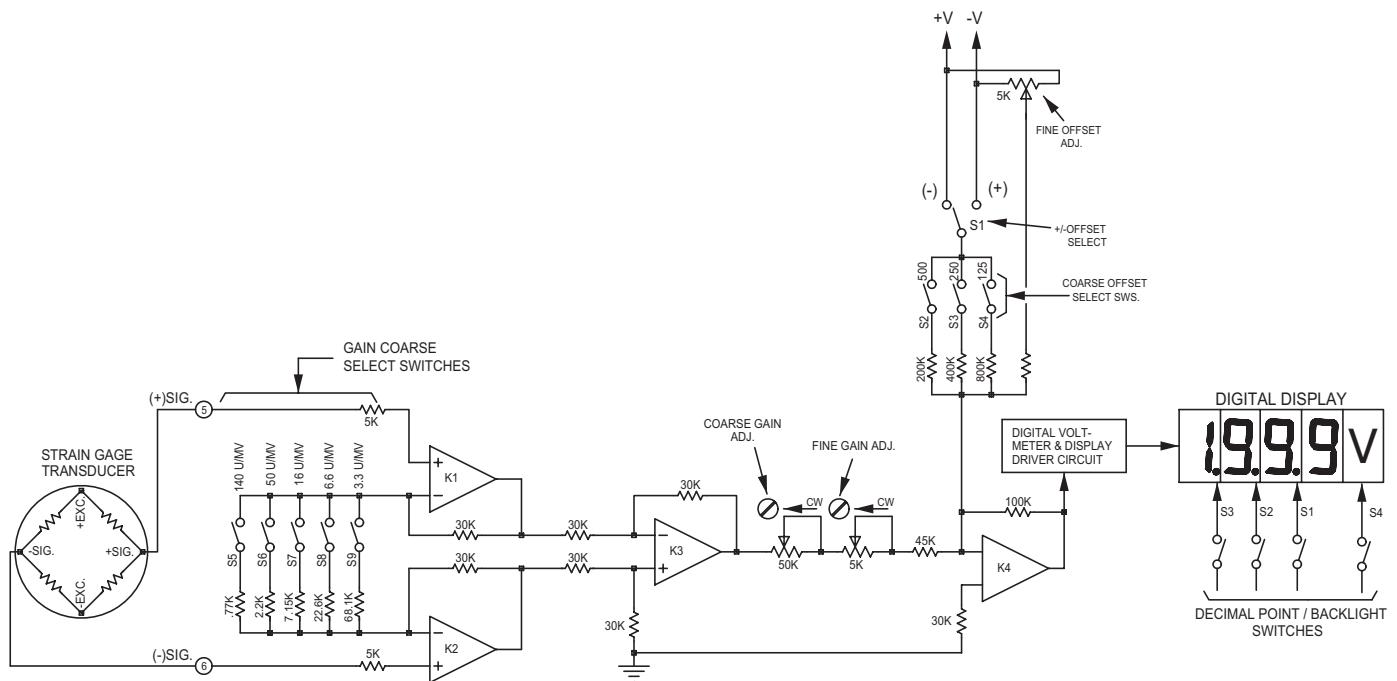 +V -V
5K
FINE OFFSET
ADJ.
(-) (+)
S1
+/-OFFSET
SELECT
500 250 125
COARSE OFFSET
SELECT SWS.
S2 S3 S4
200K 400K 800K
GAIN COARSE
SELECT SWITCHES
(+)SIG. 5
5K
STRAIN GAGE
TRANSDUCER
+EXC.
-SIG. +SIG.
-EXC.
140 U/MV 50 U/MV 16 U/MV 6.6 U/MV 3.3 U/MV
S5 S6 S7 S8 S9
.77K 2.2K 7.15K 22.6K 68.1K
+
K1
-
30K 30K
30K 30K
-
K2
+
(-)SIG. 6
5K
30K
-
K3
+
30K
COARSE GAIN
ADJ.
FINE GAIN ADJ.
CW CW
50K 5K
45K
100K
K4
30K
DIGITAL VOLT-
METER & DISPLAY
DRIVER CIRCUIT
DIGITAL DISPLAY
1.9.9.9 V
S3 S2 S1 S4
DECIMAL POINT / BACKLIGHT
SWITCHES